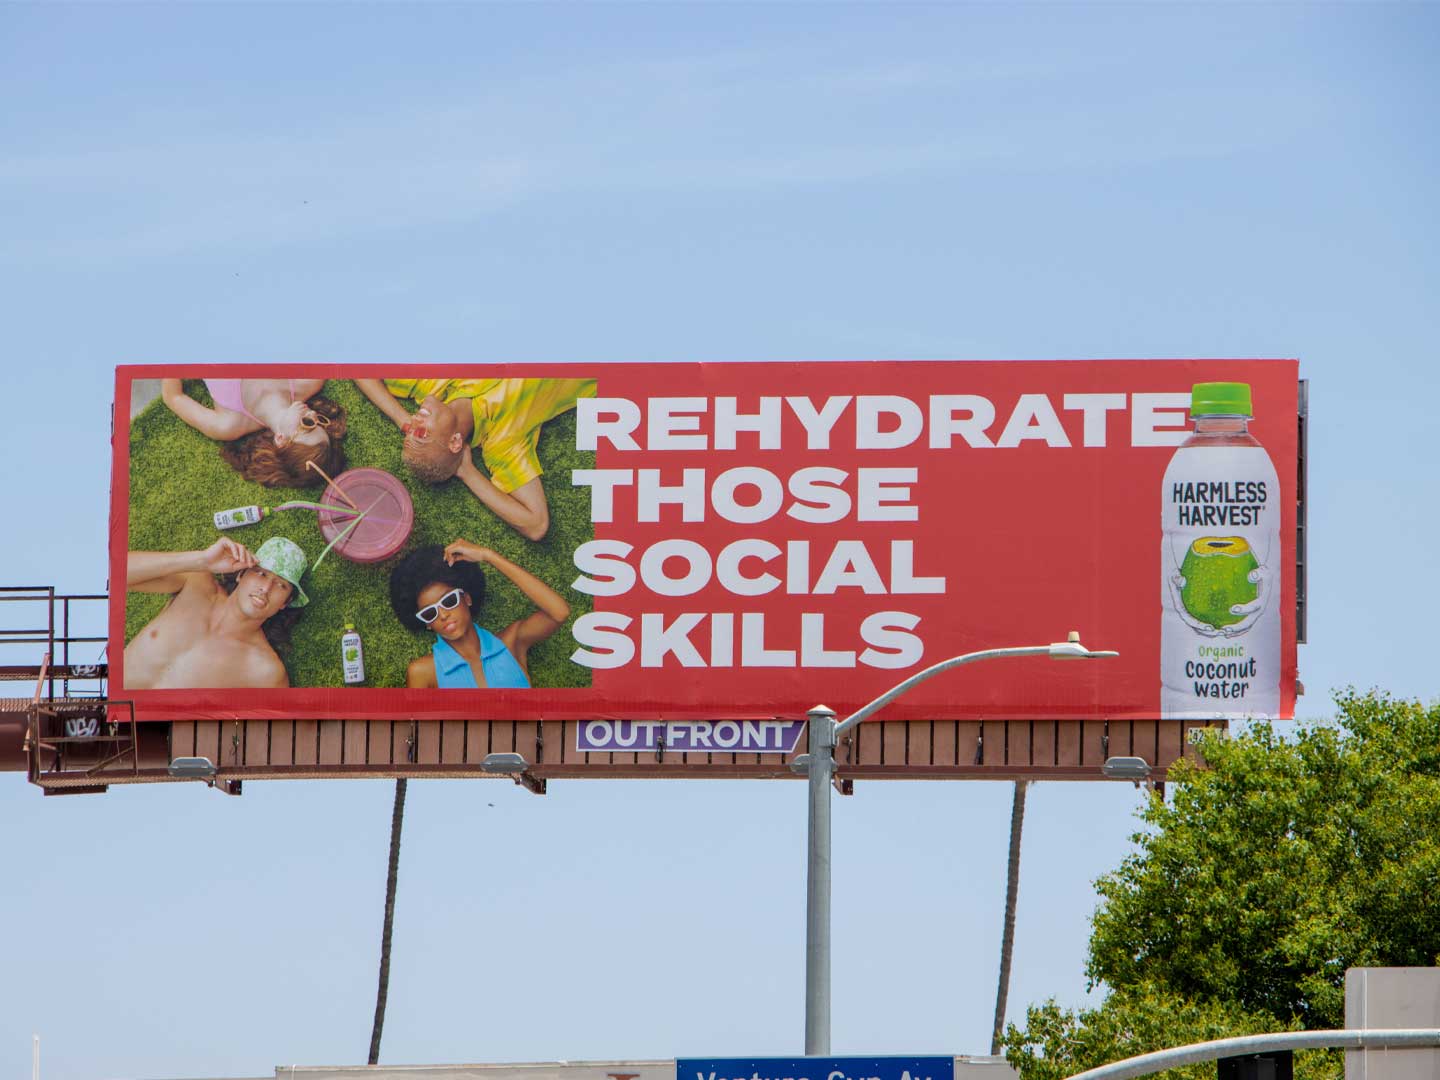 REHYDRATE
THOSE
SOCIAL
SKILLS
HARMLESS
HARVEST®
Organic
Coconut
Water
OUTFRONT